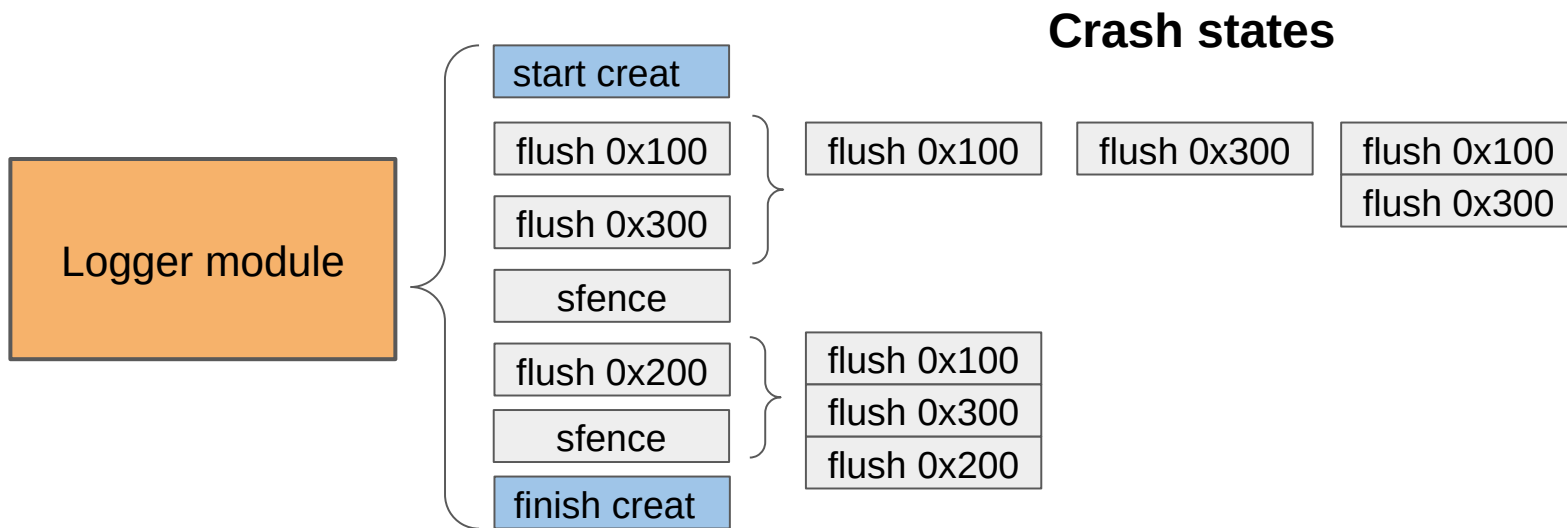 Crash states
Logger module
start creat
flush 0x100
flush 0x300
sfence
flush 0x200
sfence
finish creat
flush 0x100
flush 0x300
flush 0x100
flush 0x300
flush 0x100
flush 0x300
flush 0x200